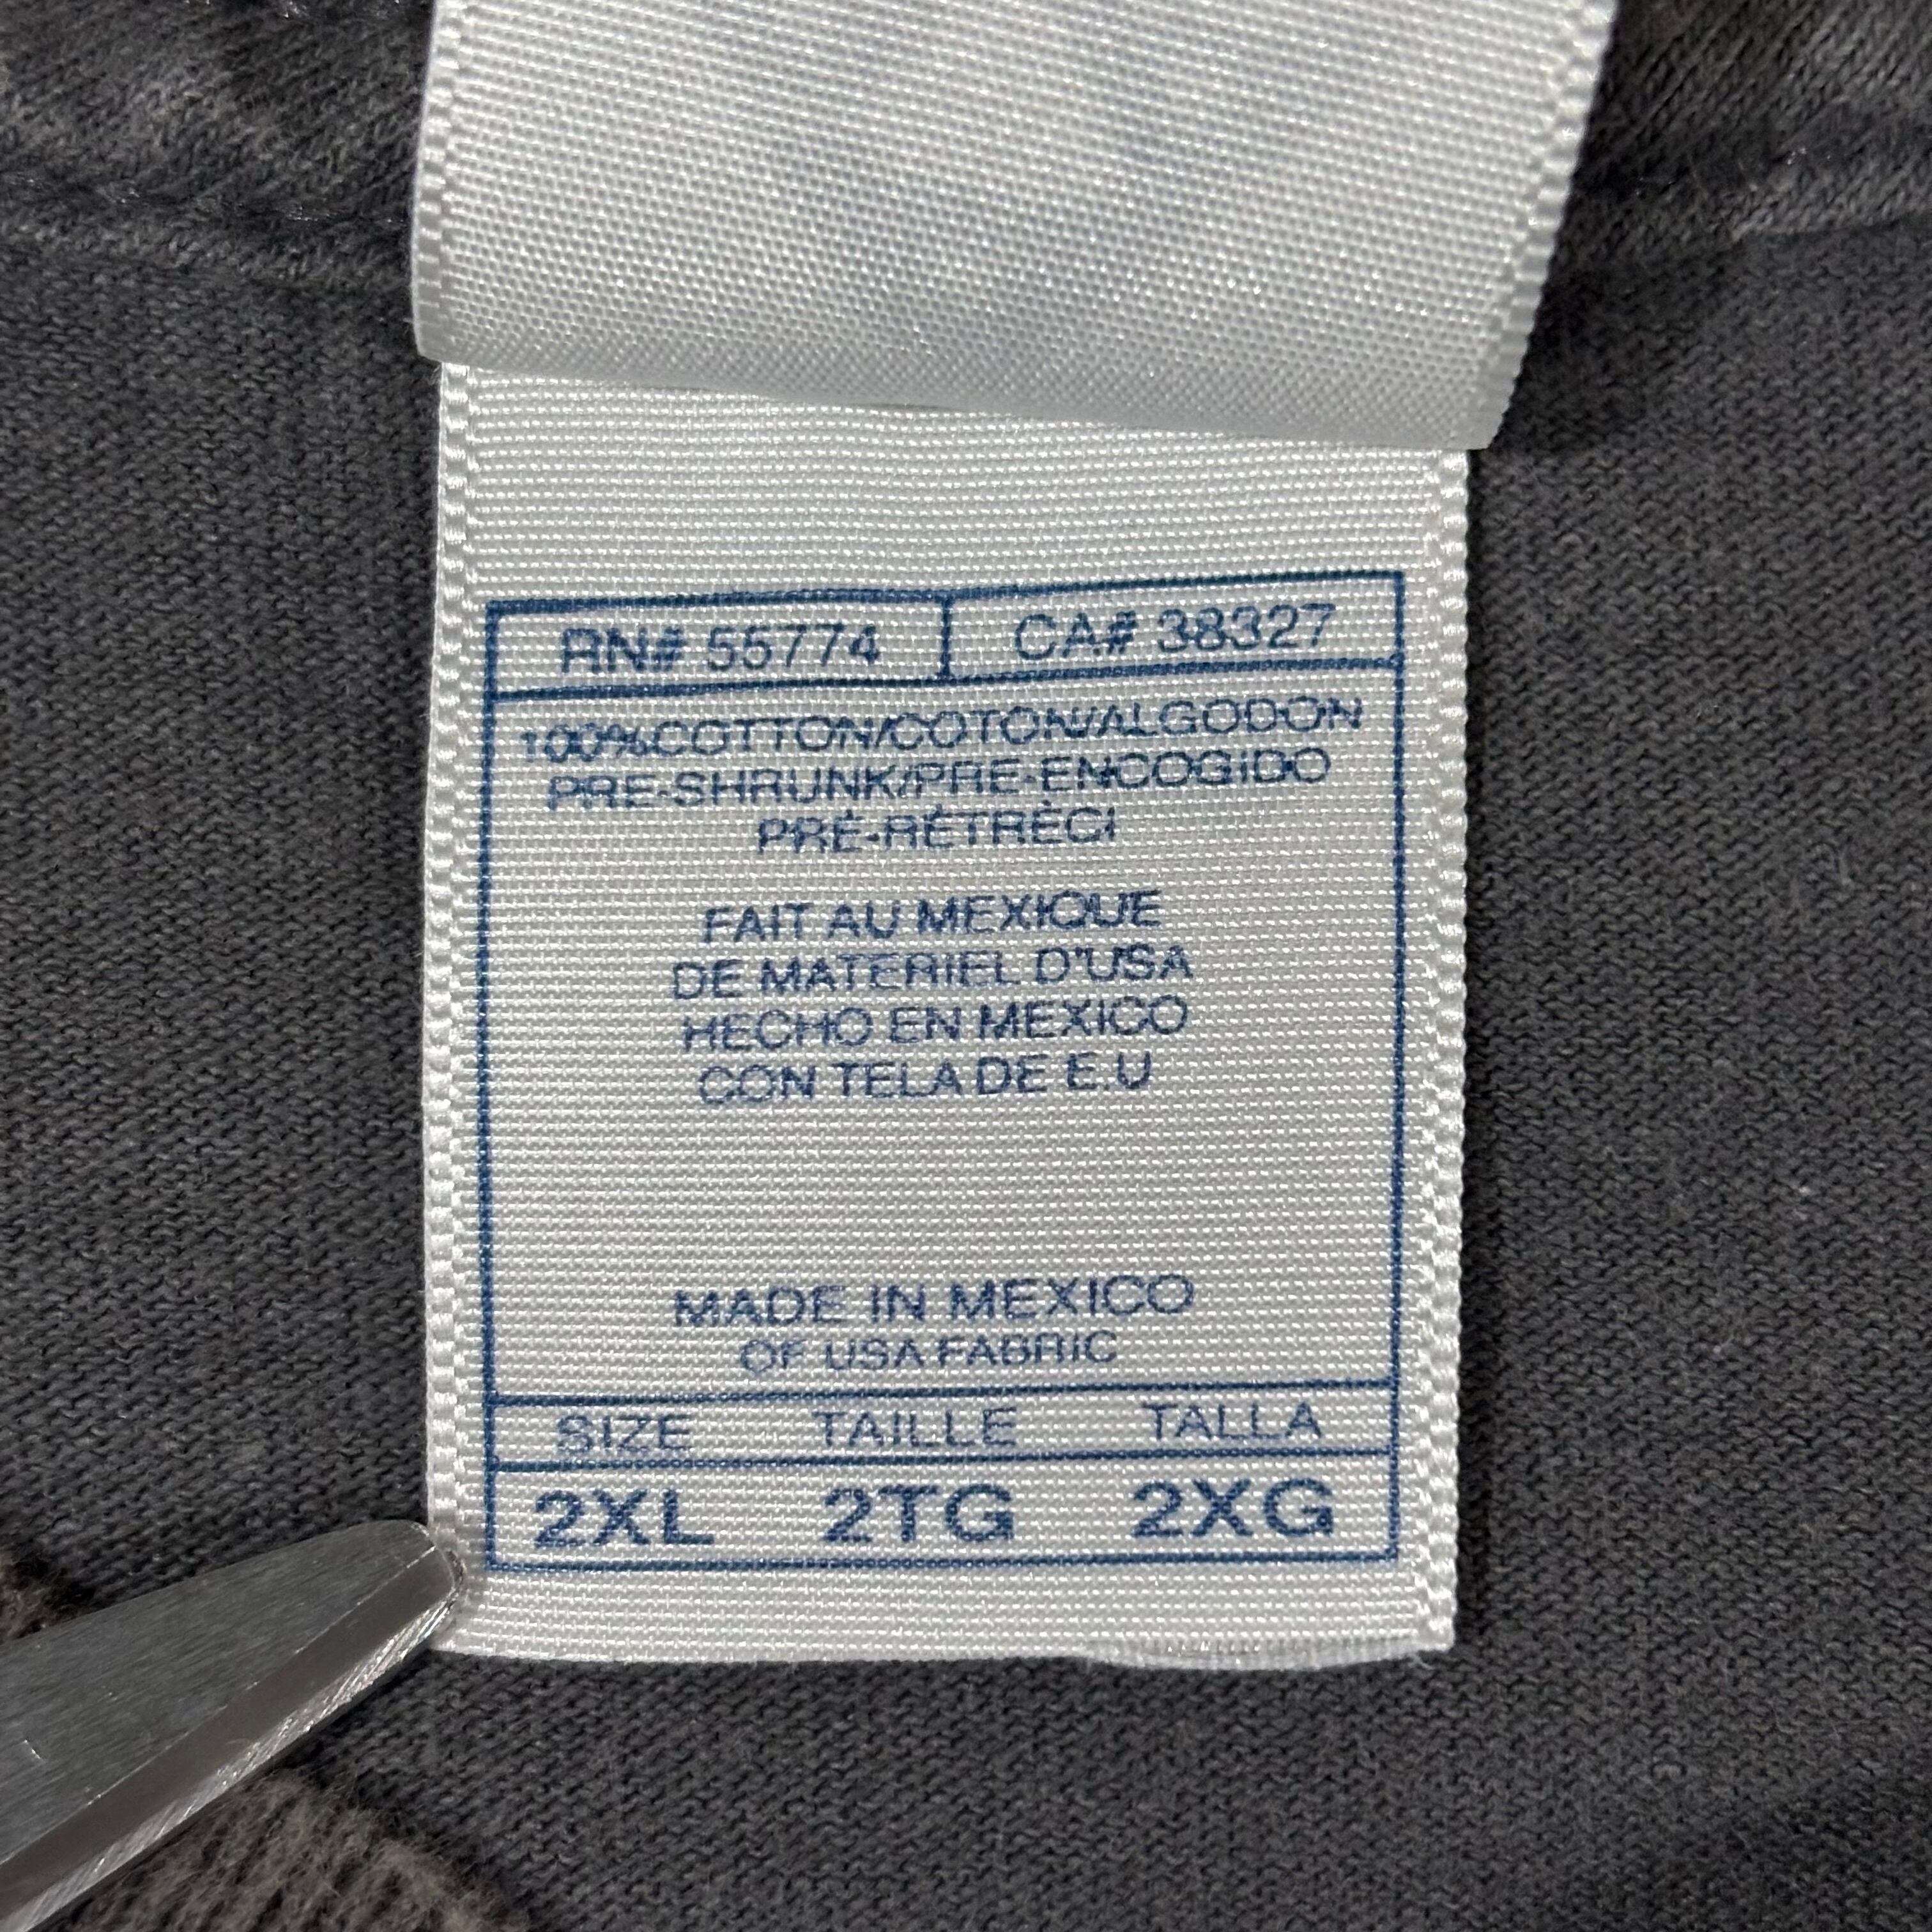 RN# 55774 CA# 38327
100%COTTON/COTON/ALGODON
PRE-SHRUNK/PRE-ENCOGIDO
PRÉ-RÉTRÉCI
FAIT AU MEXIQUE
DE MATERIEL D'USA
HECHO EN MEXICO
CON TELA DE E.U
MADE IN MEXICO
OF USA FABRIC
SIZE TAILLE TALLA
2XL 2TG 2XG